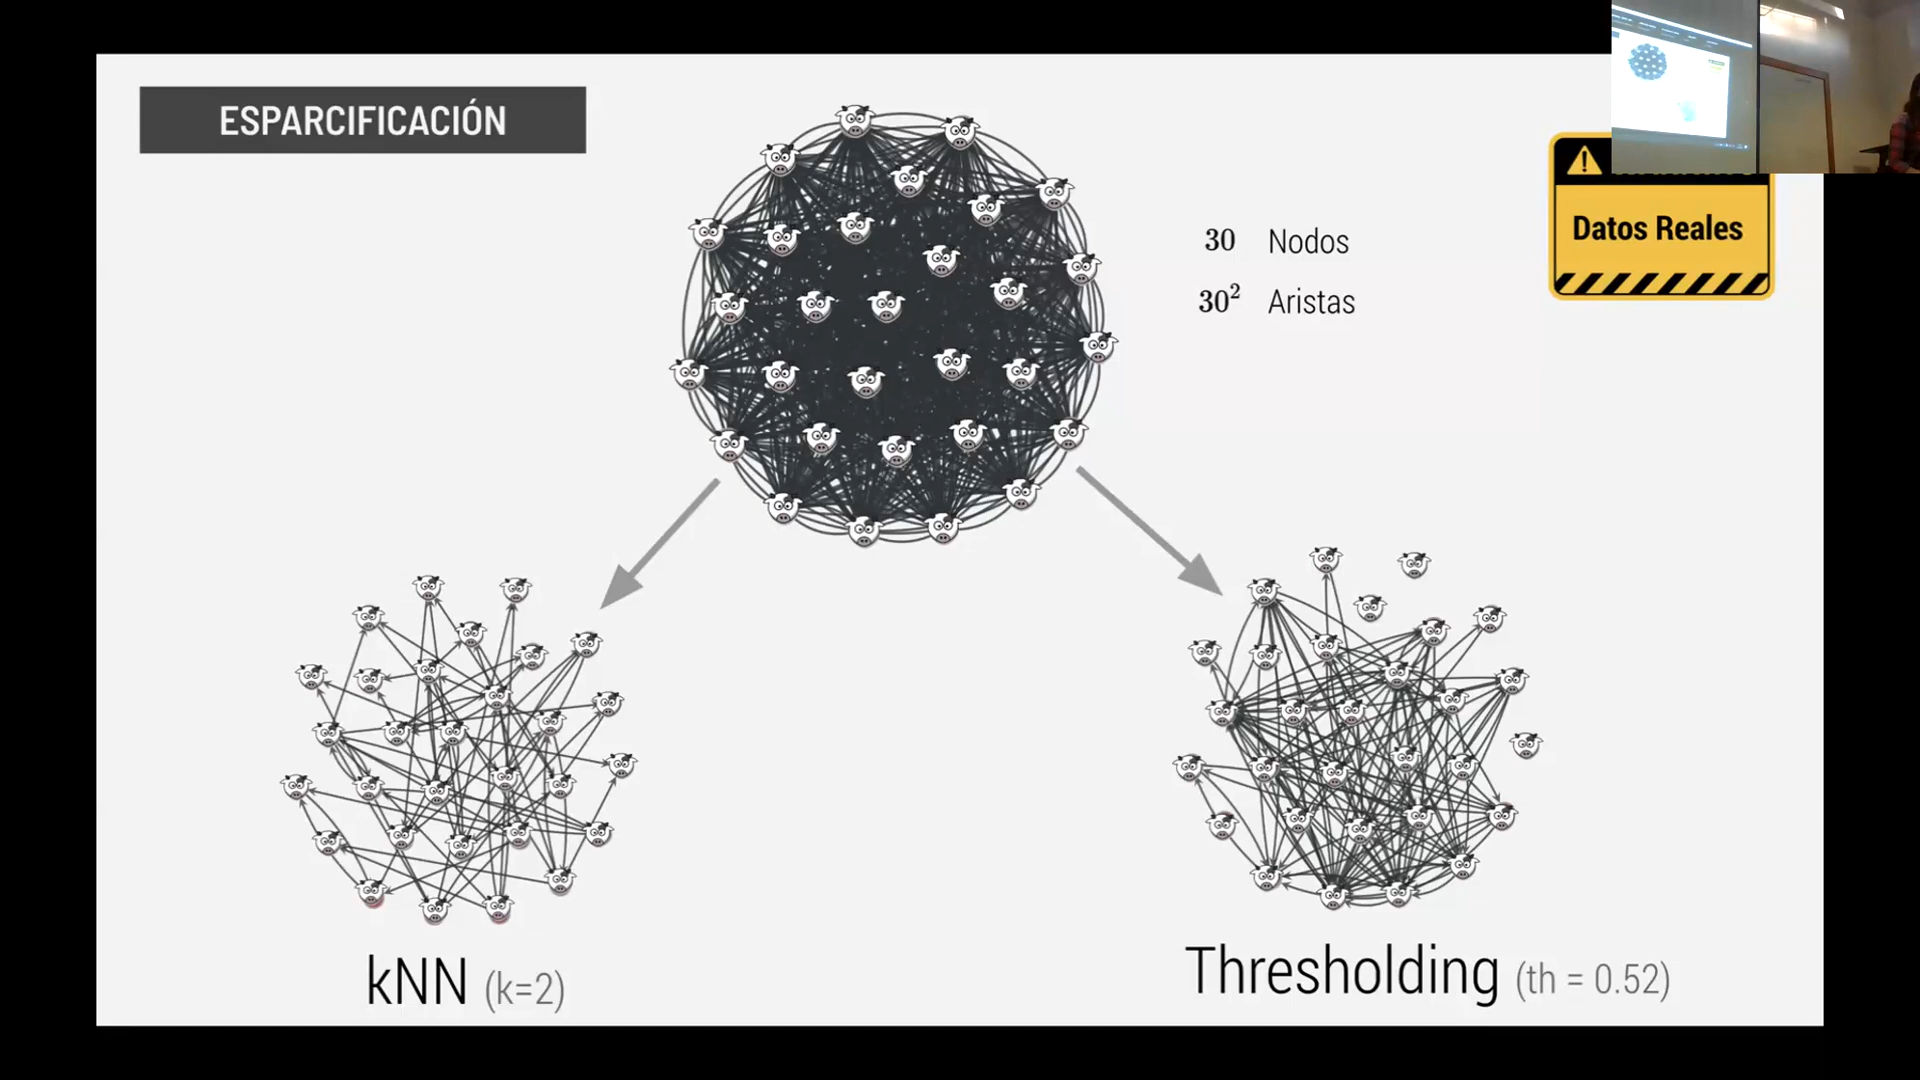 ESPARCIFICACIÓN
30 Nodos
30² Aristas
Datos Reales
kNN (k=2)
Thresholding (th = 0.52)